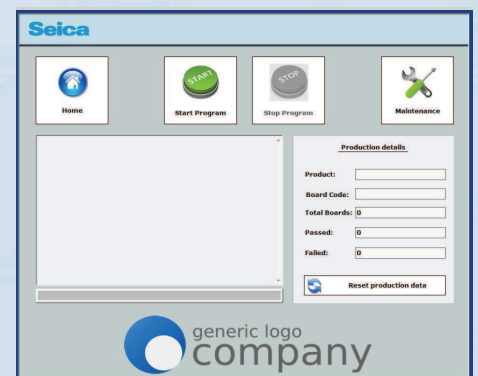 Seica
Home
START
Start Program
STOP
Stop Program
Maintenance
Production details
Product:
Board Code:
Total Boards: 0
Passed: 0
Failed: 0
Reset production data
generic logo
company